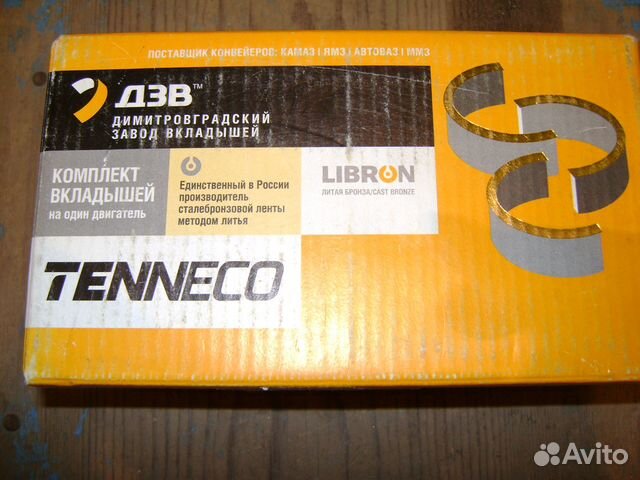 ПОСТАВЩИК КОНВЕЙЕРОВ: КАМАЗ | ЯМЗ | АВТОВАЗ | ММЗ
ДЗВ™
ДИМИТРОВГРАДСКИЙ
ЗАВОД ВКЛАДЫШЕЙ
КОМПЛЕКТ
ВКЛАДЫШЕЙ
на один двигатель
Единственный в России
производитель
сталебронзовой ленты
методом литья
LIBRON
ЛИТАЯ БРОНЗА/CAST BRONZE
TENNECO
Avito